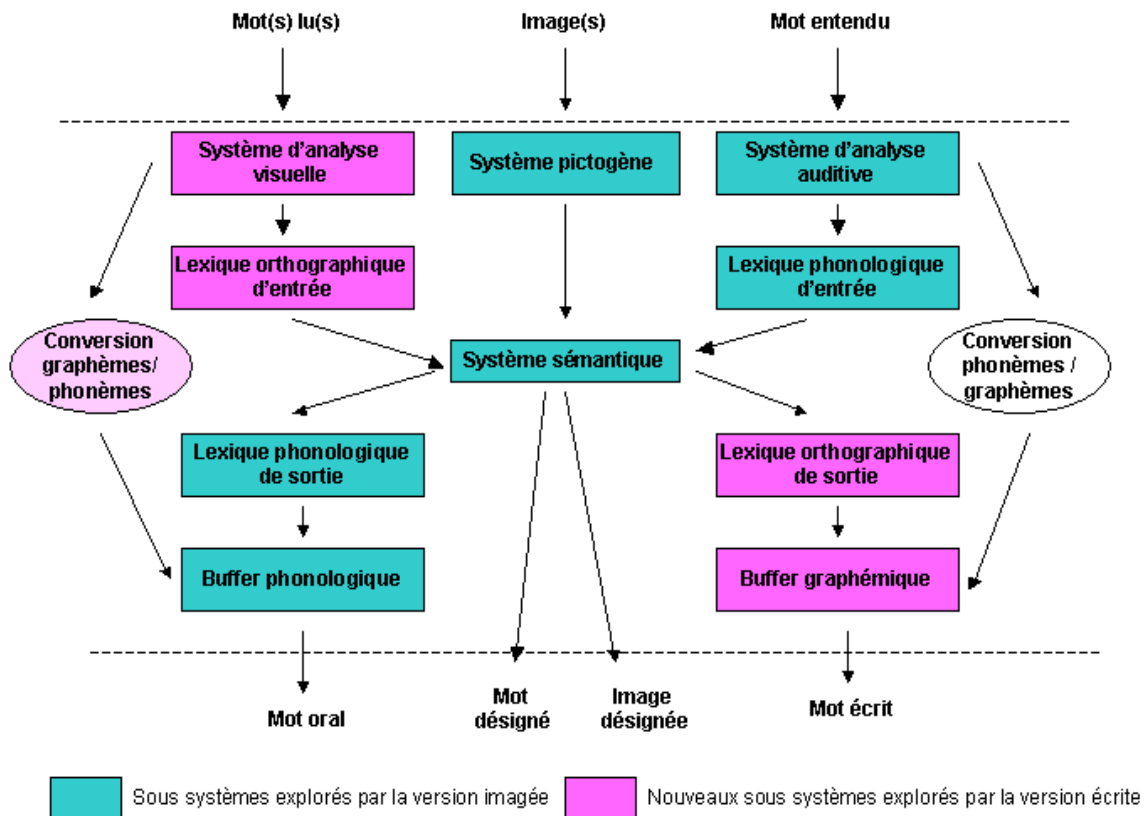 Mot(s) lu(s)
Image(s)
Mot entendu
Système d'analyse
visuelle
Système pictogène
Système d'analyse
auditive
Lexique orthographique
d'entrée
Lexique phonologique
d'entrée
Conversion
graphèmes/
phonèmes
Système sémantique
Conversion
phonèmes /
graphèmes
Lexique phonologique
de sortie
Lexique orthographique
de sortie
Buffer phonologique
Buffer graphémique
Mot oral
Mot
désigné
Image
désignée
Mot écrit
Sous systèmes explorés par la version imagée
Nouveaux sous systèmes explorés par la version écrite